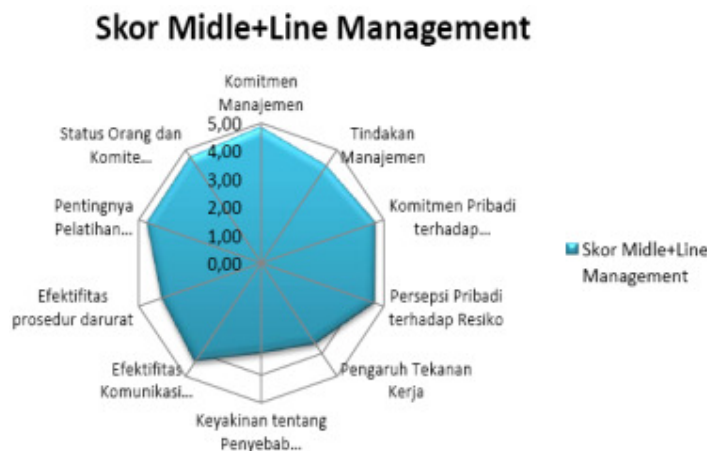 Skor Midle+Line Management
Komitmen
Manajemen
Tindakan
Manajemen
Komitmen Pribadi
terhadap...
Persepsi Pribadi
terhadap Resiko
Pengaruh Tekanan
Kerja
Keyakinan tentang
Penyebab...
Efektifitas
Komunikasi...
Efektifitas
prosedur darurat
Pentingnya
Pelatihan...
Status Orang dan
Komite...
5,00
4,00
3,00
2,00
1,00
0,00
Skor Midle+Line
Management